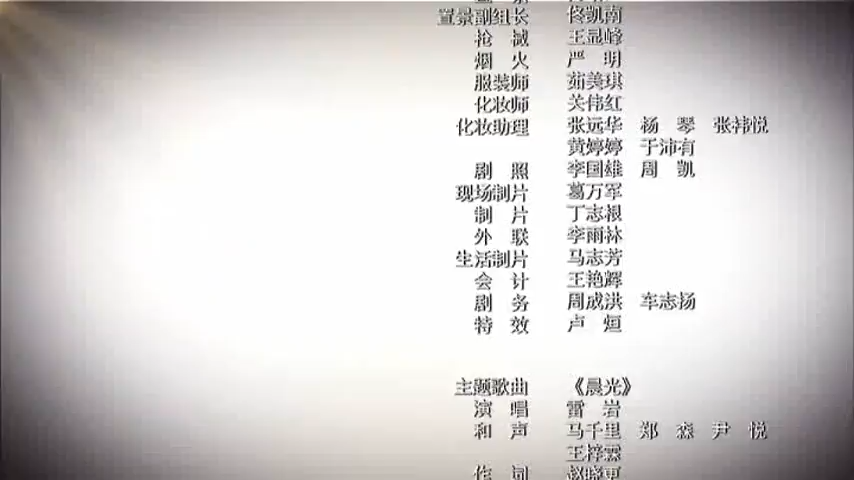 置景副组长 佟凯南
枪 械 王显峰
烟 火 严 明
服装师 茹美琪
化妆师 关伟红
化妆助理 张远华 杨 琴 张祎悦
黄婷婷 于沛有
剧 照 李国雄 周 凯
现场制片 葛万军
制 片 丁志根
外 联 李雨林
生活制片 马志芳
会 计 王艳辉
剧 务 周成洪 车志扬
特 效 卢 烜
主题歌曲 《晨光》
演 唱 雷 岩
和 声 马千里 郑 森 尹 悦
王梓霖
作 词 赵晓更